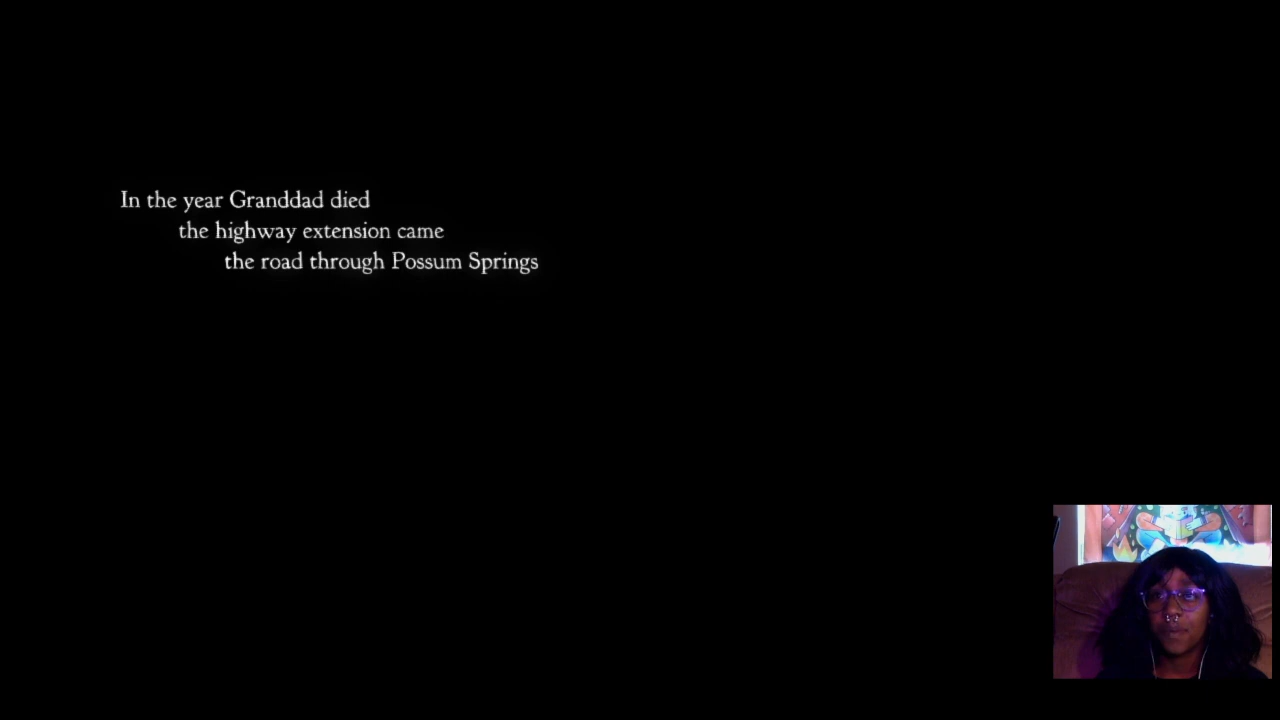 In the year Granddad died
the highway extension came
the road through Possum Springs